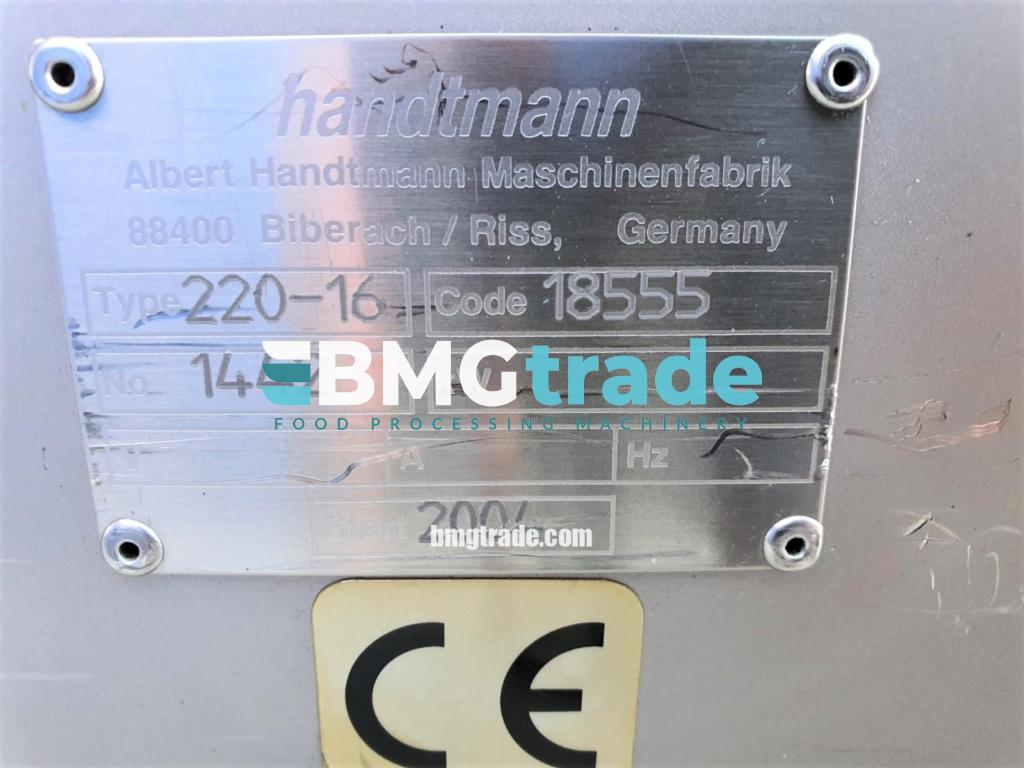 handtmann
Albert Handtmann Maschinenfabrik
88400 Biberach / Riss, Germany
Type 220-16 Code 18555
No.
BMGtrade
FOOD PROCESSING MACHINERY
A Hz
Start 2004
bmgtrade.com
CE